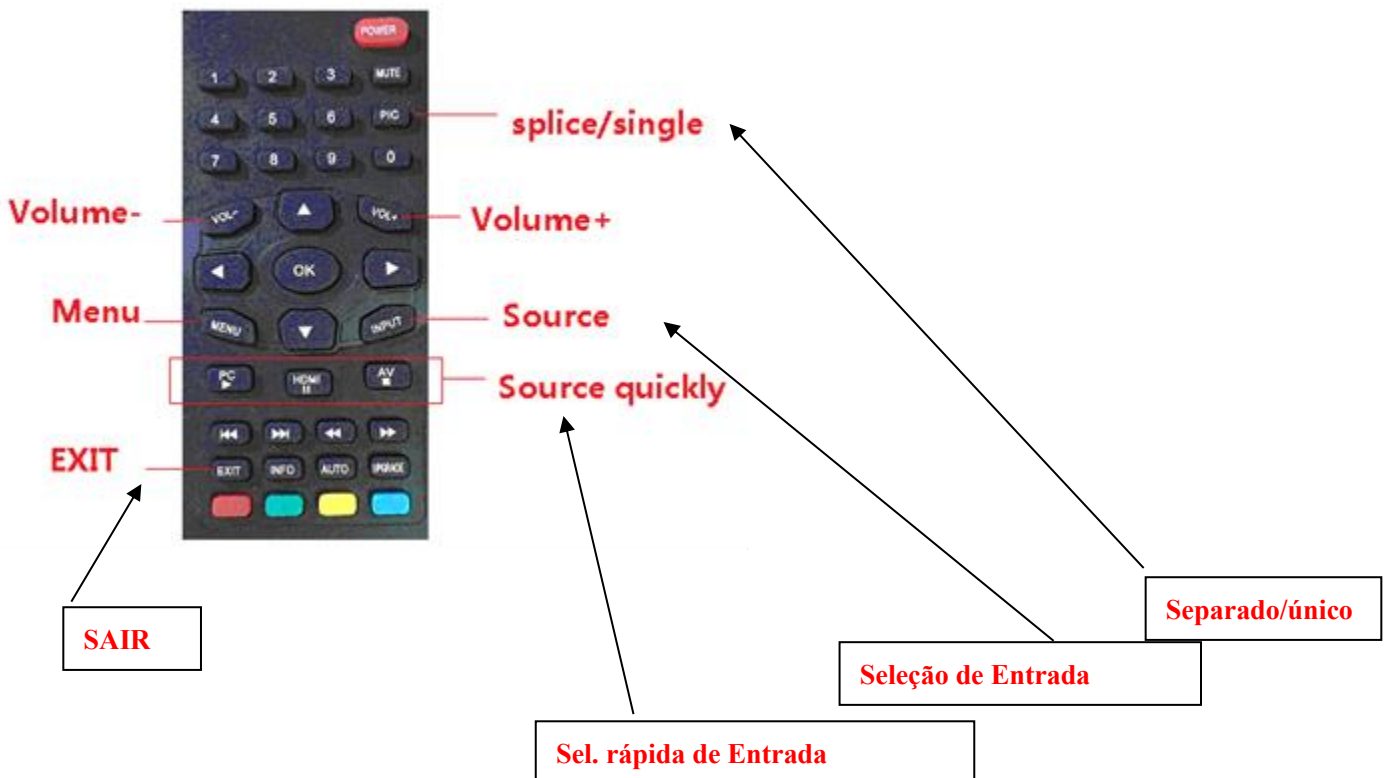 POWER
1 2 3 MUTE
4 5 6 PIC
splice/single
7 8 9 0
Volume-
VOL-
VOL+
Volume+
OK
Menu
MENU
INPUT
Source
PC
HDMI
AV
Source quickly
EXIT
EXIT INFO AUTO
Separado/único
SAIR
Seleção de Entrada
Sel. rápida de Entrada